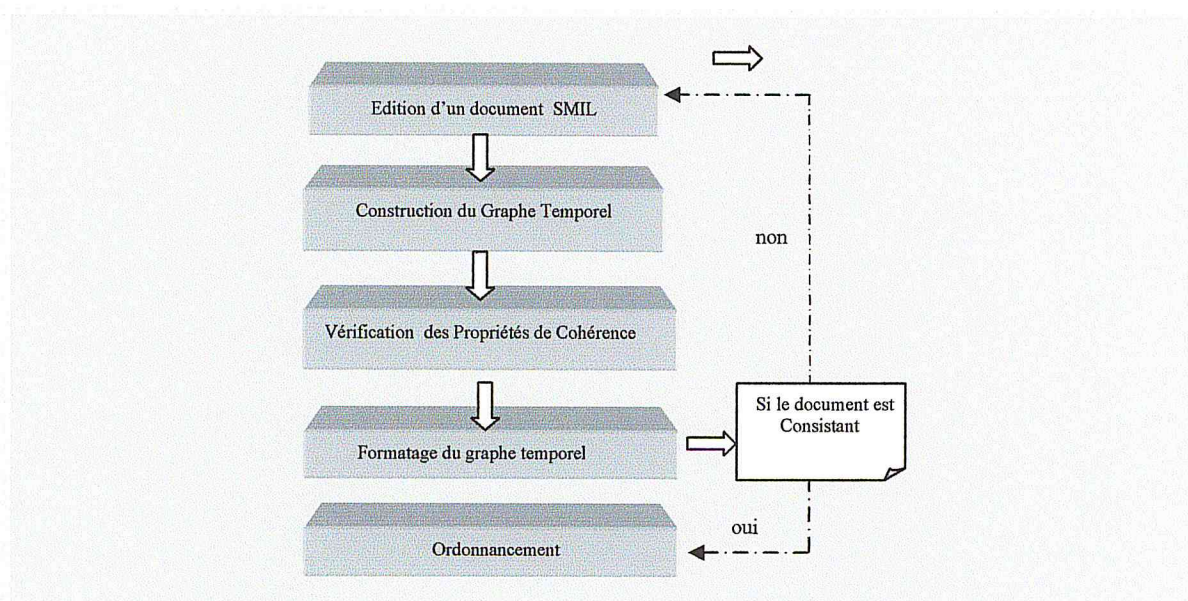 Edition d'un document SMIL
Construction du Graphe Temporel
non
Vérification des Propriétés de Cohérence
Si le document est
Consistant
Formatage du graphe temporel
oui
Ordonnancement